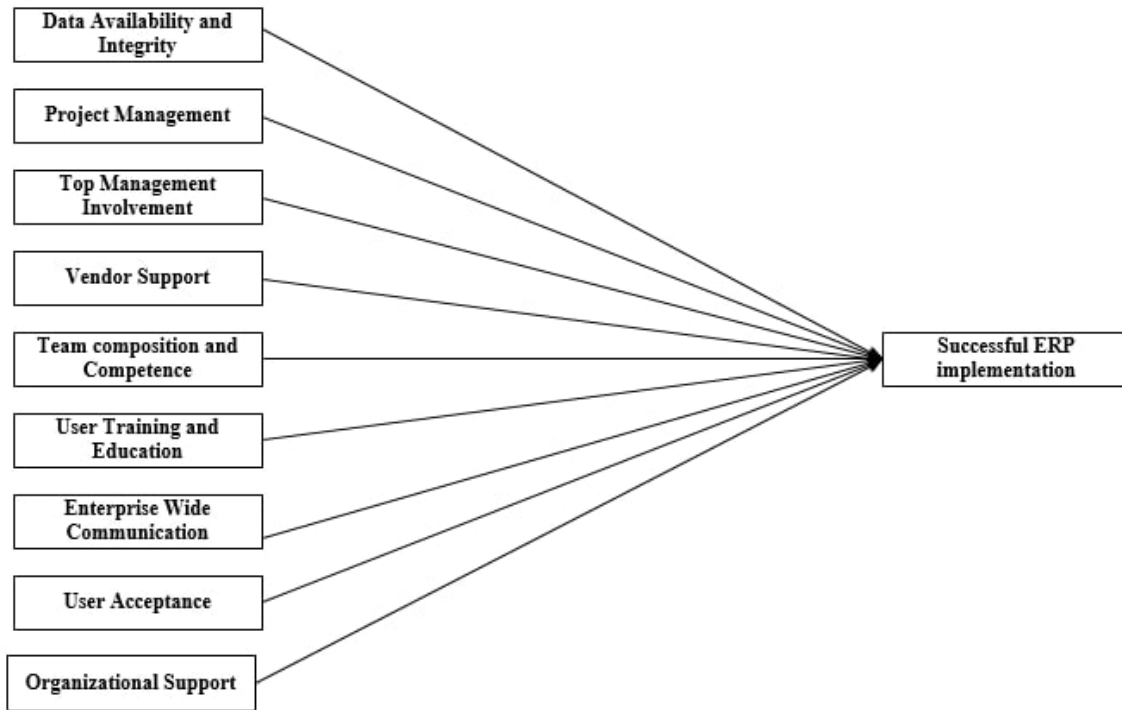 Data Availability and
Integrity
Project Management
Top Management
Involvement
Vendor Support
Team composition and
Competence
User Training and
Education
Enterprise Wide
Communication
User Acceptance
Organizational Support
Successful ERP
implementation